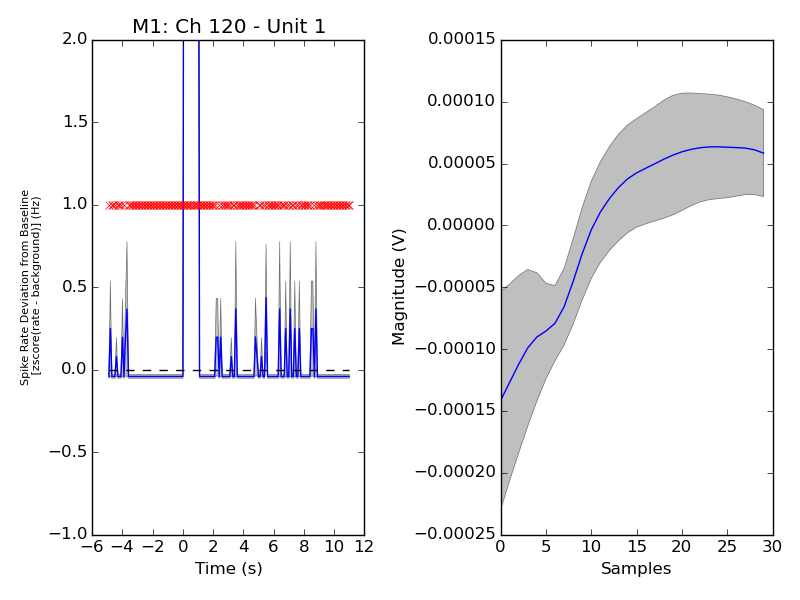 M1: Ch 120 - Unit 1
2.0
1.5
1.0
0.5
0.0
−0.5
−1.0
−6 −4 −2 0 2 4 6 8 10 12
Time (s)
Spike Rate Deviation from Baseline
[zscore(rate - background)] (Hz)
0.00015
0.00010
0.00005
0.00000
−0.00005
−0.00010
−0.00015
−0.00020
−0.00025
0 5 10 15 20 25 30
Samples
Magnitude (V)